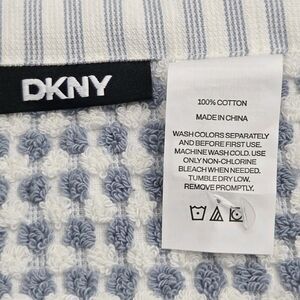 DKNY
100% COTTON
MADE IN CHINA
WASH COLORS SEPARATELY
AND BEFORE FIRST USE.
MACHINE WASH COLD. USE
ONLY NON-CHLORINE
BLEACH WHEN NEEDED.
TUMBLE DRY LOW.
REMOVE PROMPTLY.